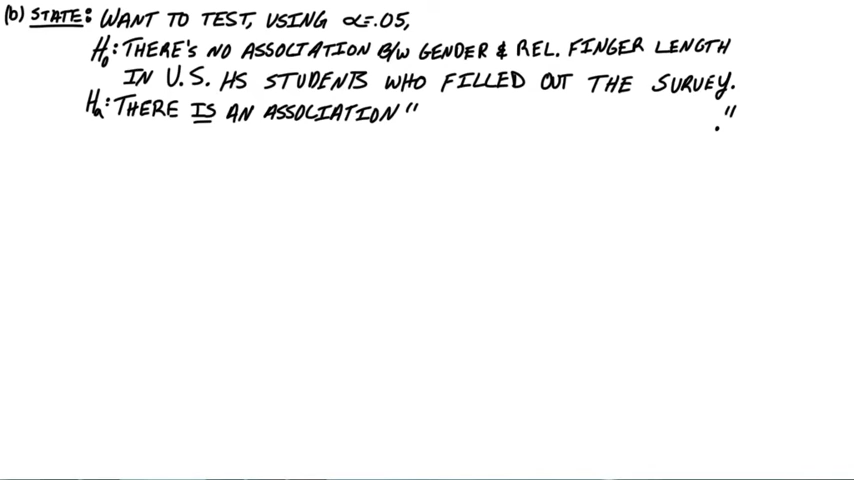 (b) STATE: WANT TO TEST, USING α=.05,
H₀: THERE'S NO ASSOCIATION B/W GENDER & REL. FINGER LENGTH
IN U.S. HS STUDENTS WHO FILLED OUT THE SURVEY.
Hₐ: THERE IS AN ASSOCIATION " ."